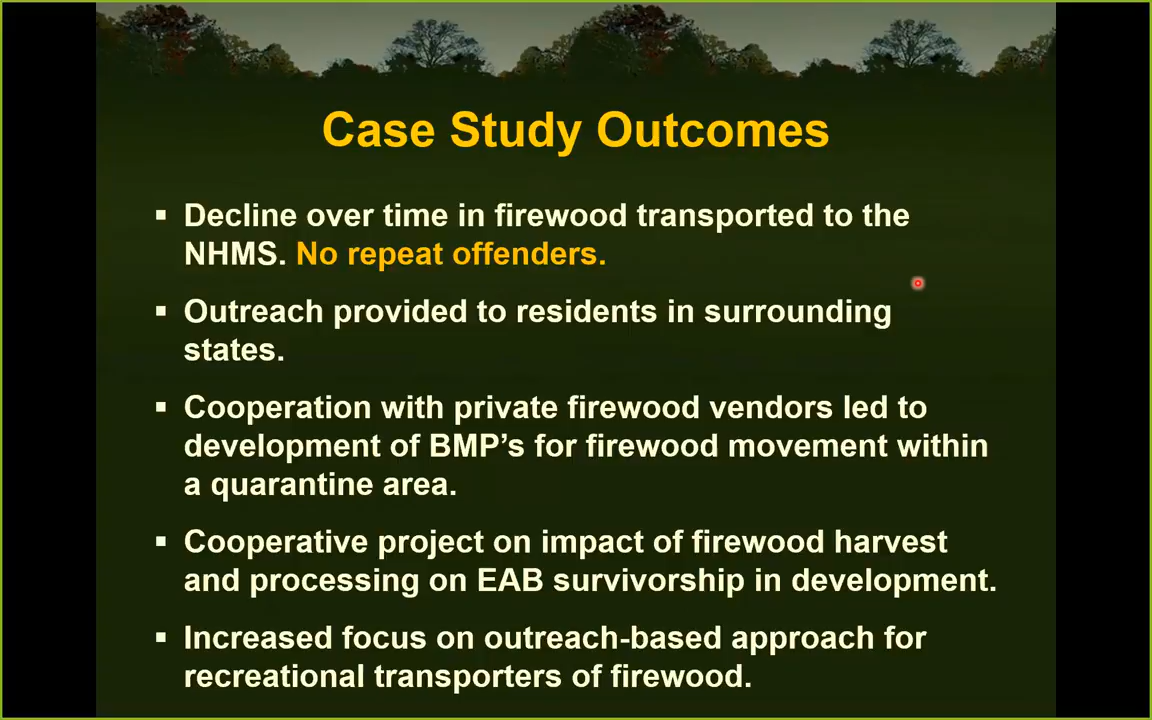 Case Study Outcomes
▪ Decline over time in firewood transported to the
NHMS. No repeat offenders.
▪ Outreach provided to residents in surrounding
states.
▪ Cooperation with private firewood vendors led to
development of BMP’s for firewood movement within
a quarantine area.
▪ Cooperative project on impact of firewood harvest
and processing on EAB survivorship in development.
▪ Increased focus on outreach-based approach for
recreational transporters of firewood.